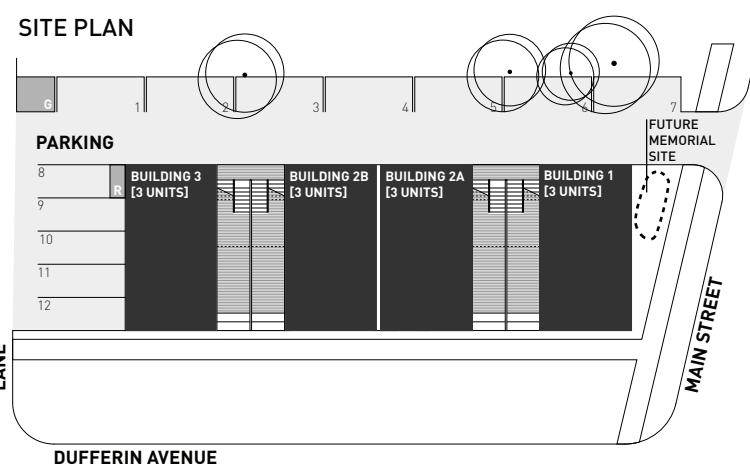 SITE PLAN
G
1
2
3
4
5
6
7
PARKING
FUTURE
MEMORIAL
SITE
8
9
10
11
12
R
BUILDING 3
[3 UNITS]
BUILDING 2B
[3 UNITS]
BUILDING 2A
[3 UNITS]
BUILDING 1
[3 UNITS]
MAIN STREET
LANE
DUFFERIN AVENUE